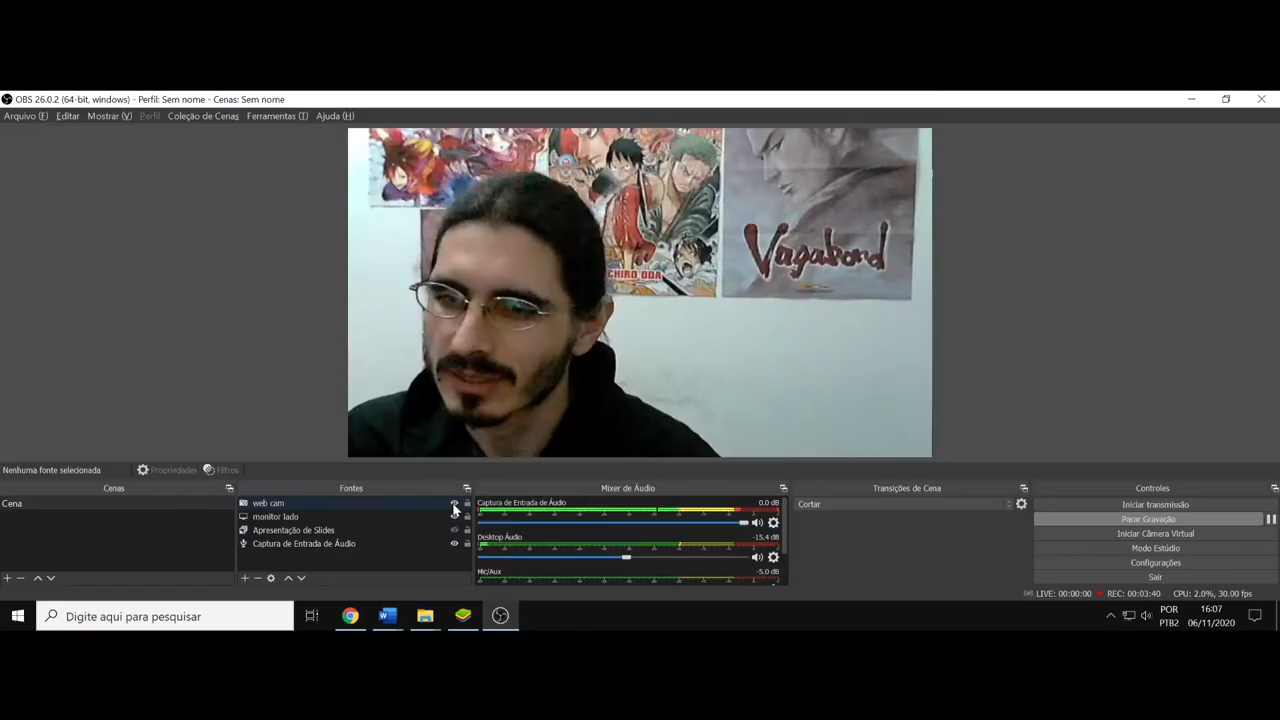 OBS 26.0.2 (64-bit, windows) - Perfil: Sem nome - Cenas: Sem nome
Arquivo (F) Editar Mostrar (V) Perfil Coleção de Cenas Ferramentas (T) Ajuda (H)
Vagabond
CHIRO ODA
Nenhuma fonte selecionada Propriedades Filtros
Cenas Fontes Mixer de Áudio Transições de Cena Controles
Cena
web cam
monitor lado
Apresentação de Slides
Captura de Entrada de Áudio
Captura de Entrada de Áudio 0.0 dB
Desktop Áudio -15.4 dB
Mic/Aux -5.0 dB
Cortar
Iniciar transmissão
Parar Gravação
Iniciar Câmera Virtual
Modo Estúdio
Configurações
Sair
LIVE: 00:00:00 REC: 00:03:40 CPU: 2.0%, 30.00 fps
Digite aqui para pesquisar
POR
PTB2
16:07
06/11/2020